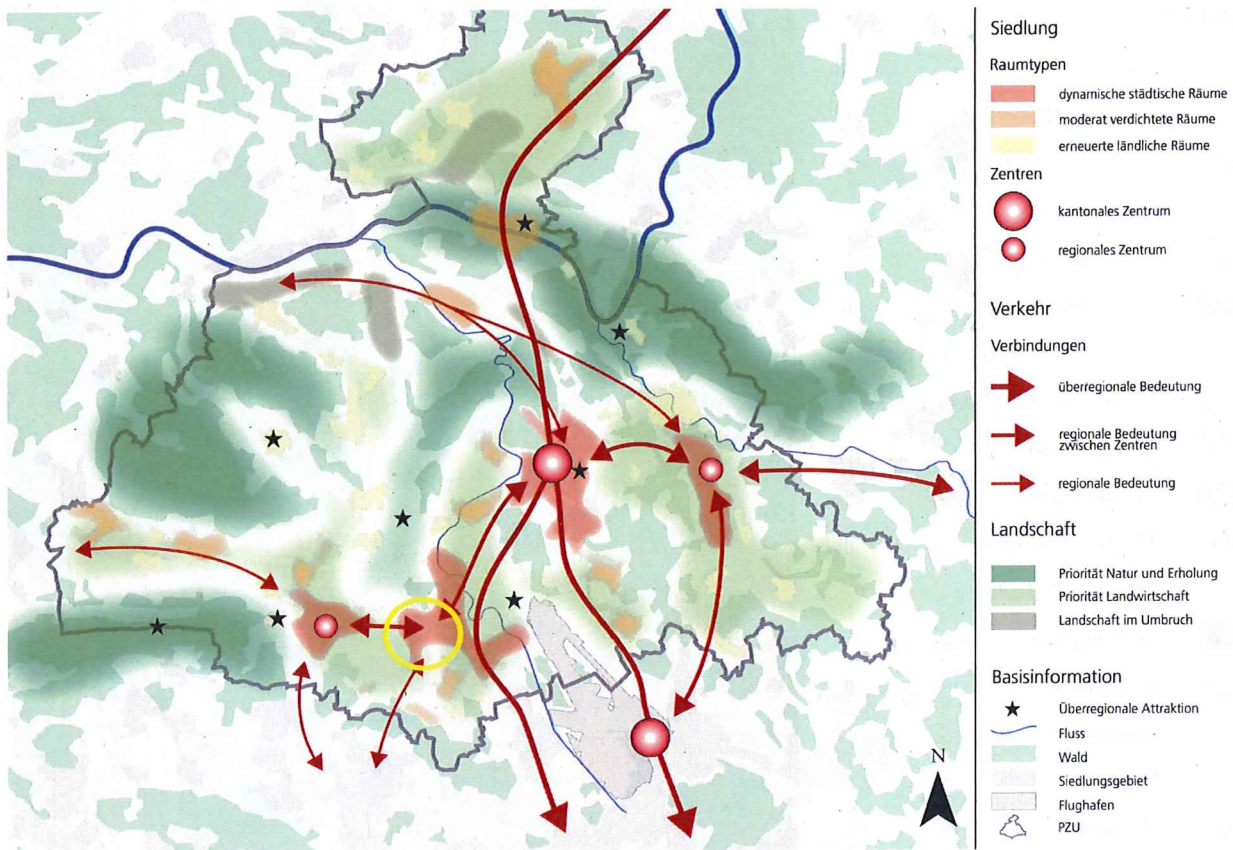 Siedlung
Raumtypen
dynamische städtische Räume
moderat verdichtete Räume
erneuerte ländliche Räume
Zentren
kantonales Zentrum
regionales Zentrum
Verkehr
Verbindungen
überregionale Bedeutung
regionale Bedeutung
zwischen Zentren
regionale Bedeutung
Landschaft
Priorität Natur und Erholung
Priorität Landwirtschaft
Landschaft im Umbruch
Basisinformation
Überregionale Attraktion
Fluss
Wald
Siedlungsgebiet
Flughafen
PZU
N